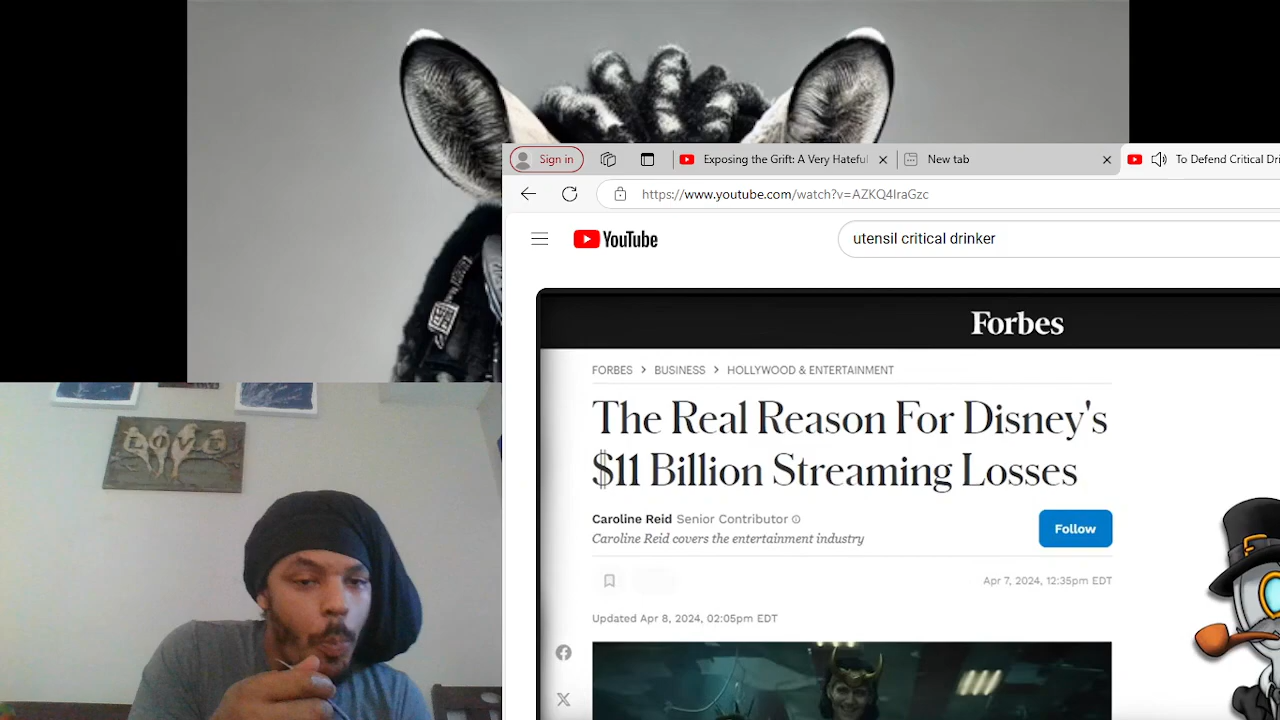 Sign in
Exposing the Grift: A Very Hateful
New tab
To Defend Critical Dri
https://www.youtube.com/watch?v=AZKQ4IraGzc
YouTube
utensil critical drinker
Forbes
FORBES > BUSINESS > HOLLYWOOD & ENTERTAINMENT
The Real Reason For Disney's
$11 Billion Streaming Losses
Caroline Reid Senior Contributor
Caroline Reid covers the entertainment industry
Follow
Apr 7, 2024, 12:35pm EDT
Updated Apr 8, 2024, 02:05pm EDT
LOVE